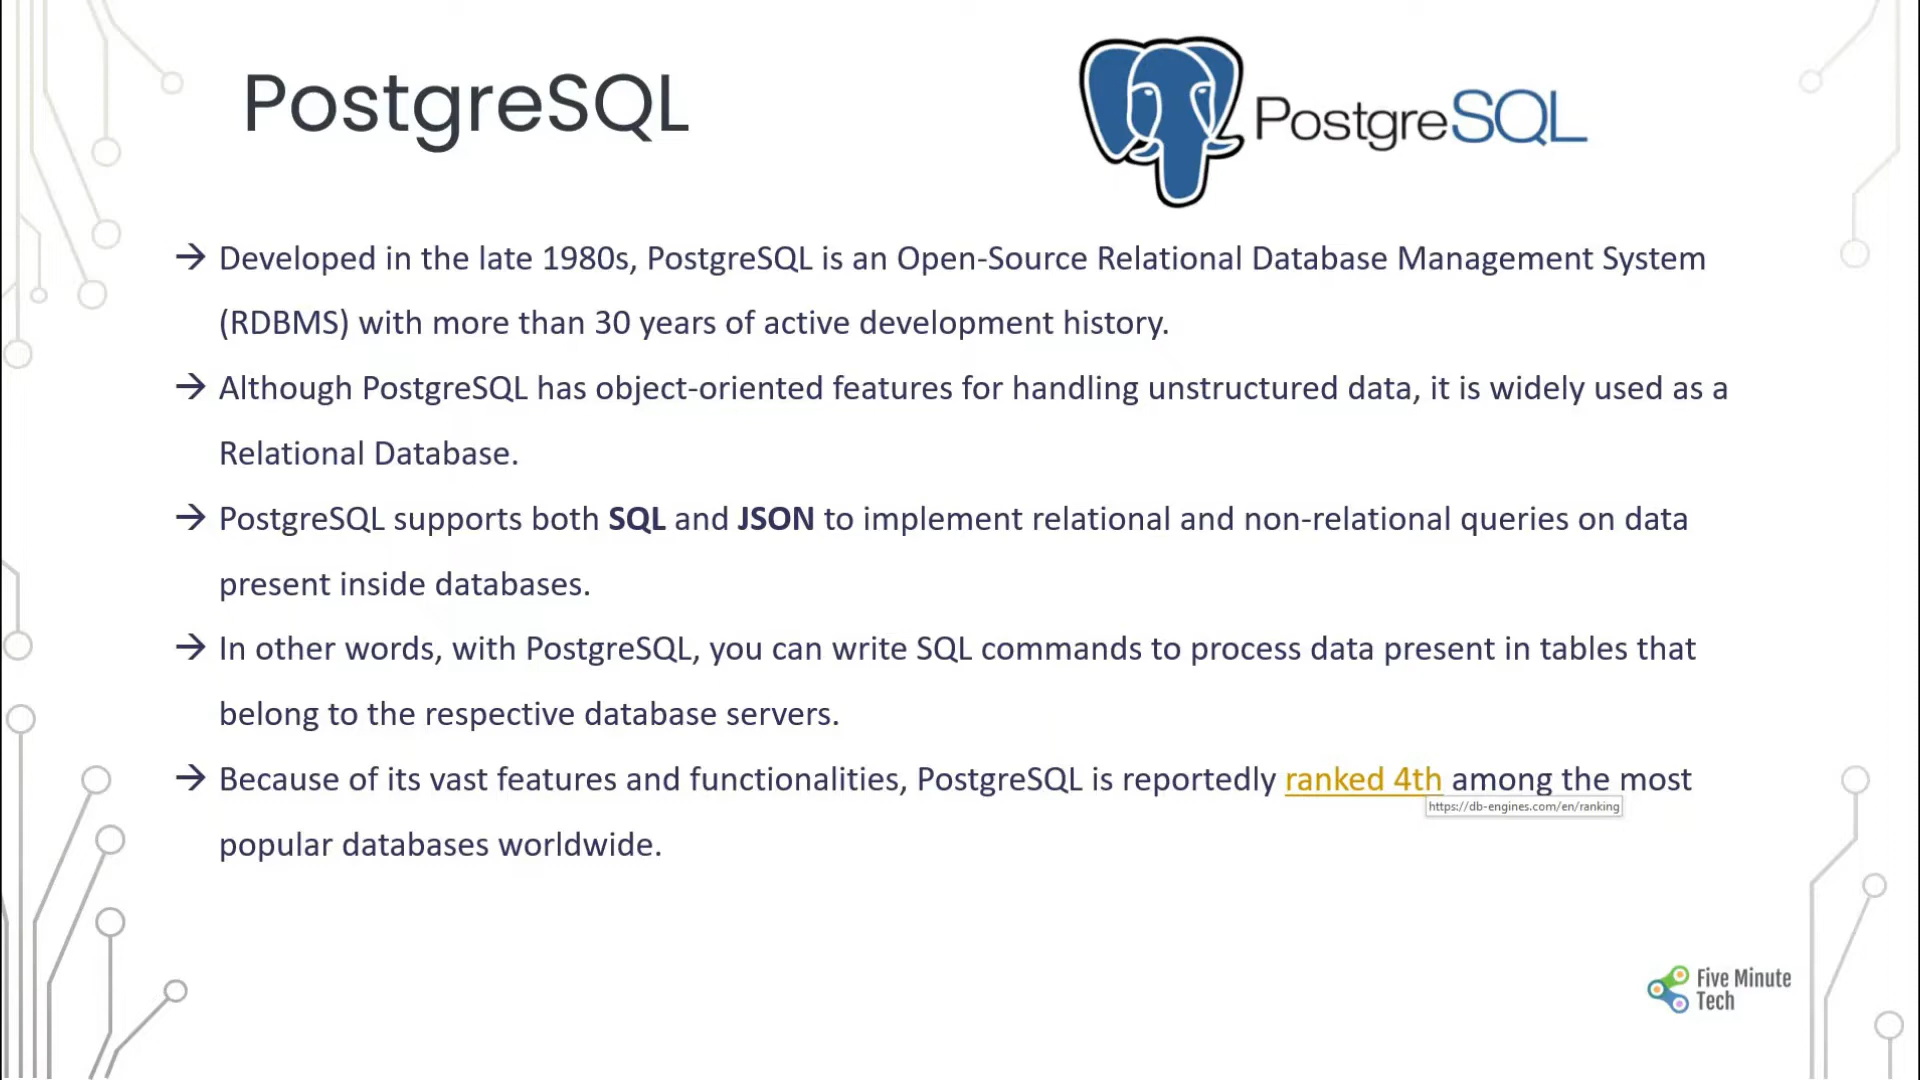 PostgreSQL
PostgreSQL
→ Developed in the late 1980s, PostgreSQL is an Open-Source Relational Database Management System
(RDBMS) with more than 30 years of active development history.
→ Although PostgreSQL has object-oriented features for handling unstructured data, it is widely used as a
Relational Database.
→ PostgreSQL supports both SQL and JSON to implement relational and non-relational queries on data
present inside databases.
→ In other words, with PostgreSQL, you can write SQL commands to process data present in tables that
belong to the respective database servers.
→ Because of its vast features and functionalities, PostgreSQL is reportedly ranked 4th among the most
https://db-engines.com/en/ranking
popular databases worldwide.
Five Minute
Tech